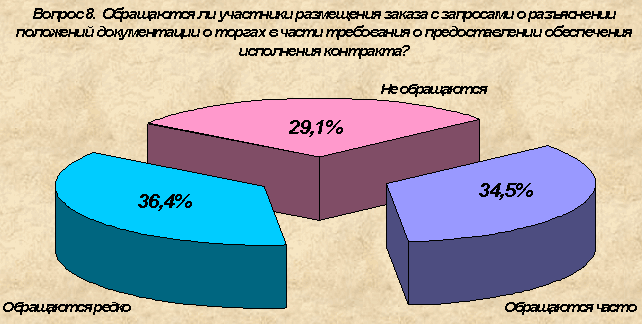 Вопрос 8. Обращаются ли участники размещения заказа с запросами о разъяснении
положений документации о торгах в части требования о предоставлении обеспечения
исполнения контракта?
Не обращаются
29,1%
36,4%
34,5%
Обращаются редко
Обращаются часто